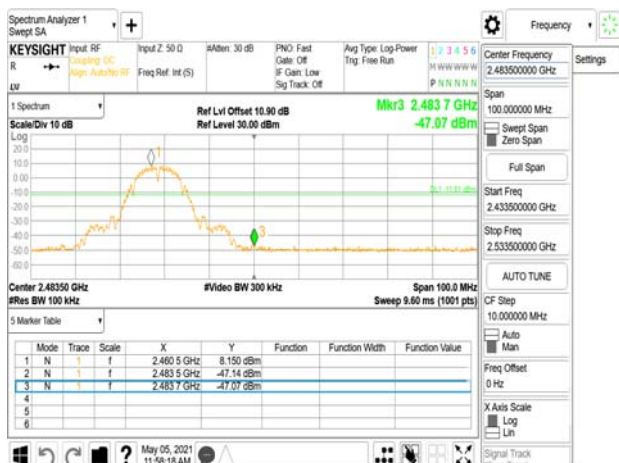 Spectrum Analyzer 1
Swept SA
+
Frequency
KEYSIGHT
Input: RF
Coupling: DC
Align: Auto/No RF
Input Z: 50 Ω
Freq Ref: Int (S)
#Atten: 30 dB
PNO: Fast
Gate: Off
IF Gain: Low
Sig Track: Off
Avg Type: Log-Power
Trig: Free Run
1 2 3 4 5 6
M W W W W W
P N N N N N
R
LVI
1 Spectrum
Scale/Div 10 dB
Log
Ref Lvl Offset 10.90 dB
Ref Level 30.00 dBm
Mkr3 2.483 7 GHz
-47.07 dBm
20.0
10.0
0.00
-10.0
-20.0
-30.0
-40.0
-50.0
-60.0
1
3
Center 2.48350 GHz
#Res BW 100 kHz
#Video BW 300 kHz
Span 100.0 MHz
Sweep 9.60 ms (1001 pts)
5 Marker Table
Mode Trace Scale X Y Function Function Width Function Value
1 N 1 f 2.460 5 GHz 8.150 dBm
2 N 1 f 2.483 5 GHz -47.14 dBm
3 N 1 f 2.483 7 GHz -47.07 dBm
4
5
6
?
May 05, 2021
11:58:18 AM
Center Frequency
2.483500000 GHz
Span
100.000000 MHz
Swept Span
Zero Span
Full Span
Start Freq
2.433500000 GHz
Stop Freq
2.533500000 GHz
AUTO TUNE
CF Step
10.000000 MHz
Auto
Man
Freq Offset
0 Hz
X Axis Scale
Log
Lin
Signal Track
Settings